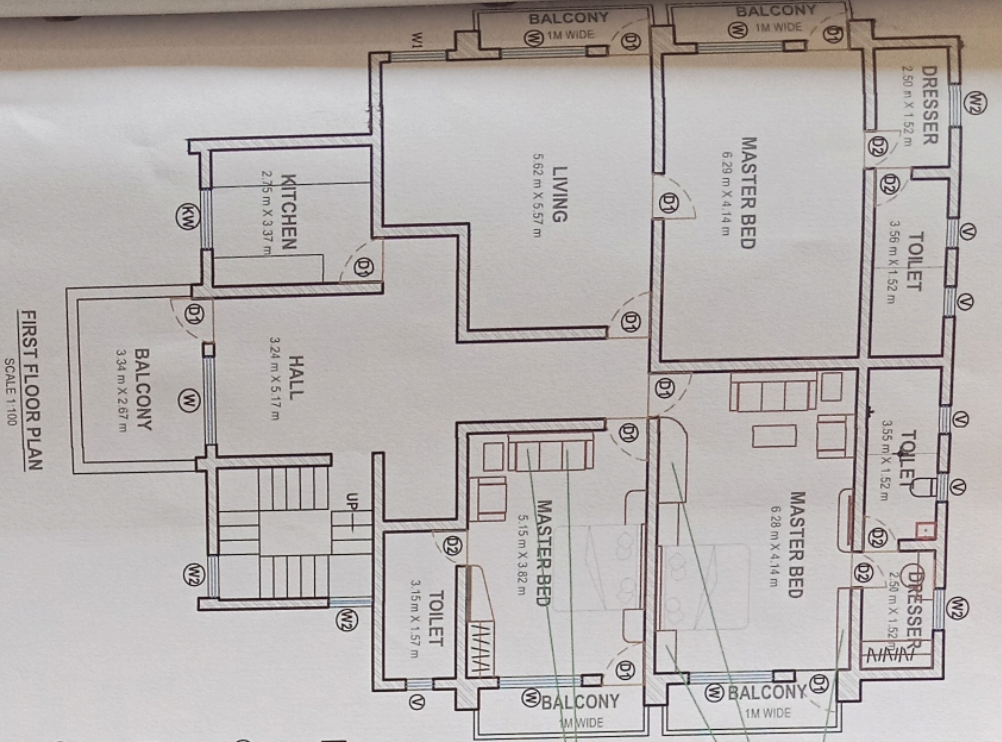 BALCONY
1M WIDE
W
D1
BALCONY
1M WIDE
W
D1
W1
DRESSER
2.50 m X 1.52 m
W2
D2
D2
MASTER BED
6.29 m X 4.14 m
LIVING
5.62 m X 5.57 m
D1
TOILET
3.56 m X 1.52 m
V
V
KITCHEN
2.75 m X 3.37 m
KW
D1
D1
D1
HALL
3.24 m X 5.17 m
BALCONY
3.34 m X 2.67 m
W
FIRST FLOOR PLAN
SCALE 1:100
D1
D1
TOILET
3.55 m X 1.52 m
V
V
MASTER BED
6.28 m X 4.14 m
MASTER BED
5.15 m X 3.82 m
UP
D2
D2
D2
DRESSER
2.50 m X 1.52 m
W2
W2
W2
TOILET
3.15 m X 1.57 m
V
D1
W
BALCONY
1M WIDE
D1
W
BALCONY
1M WIDE